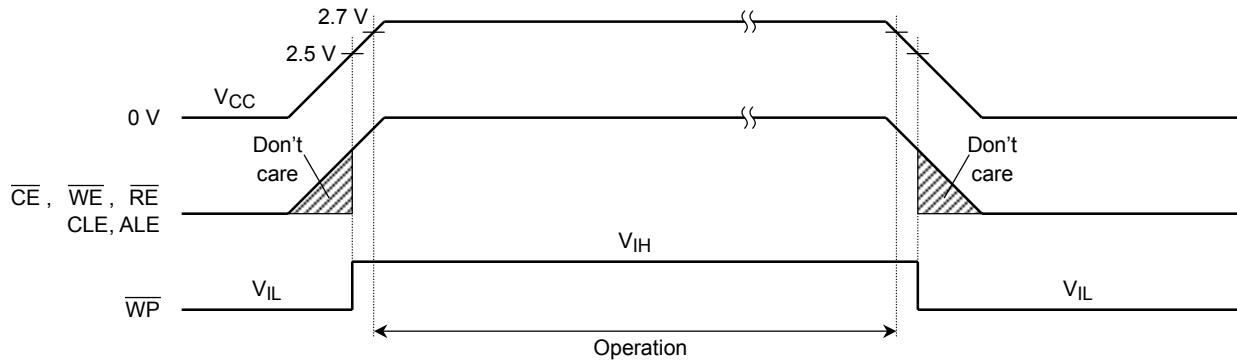 2.7 V
2.5 V
VCC
0 V
Don't
care
Don't
care
CE , WE , RE
CLE, ALE
VIH
VIL
VIL
WP
Operation